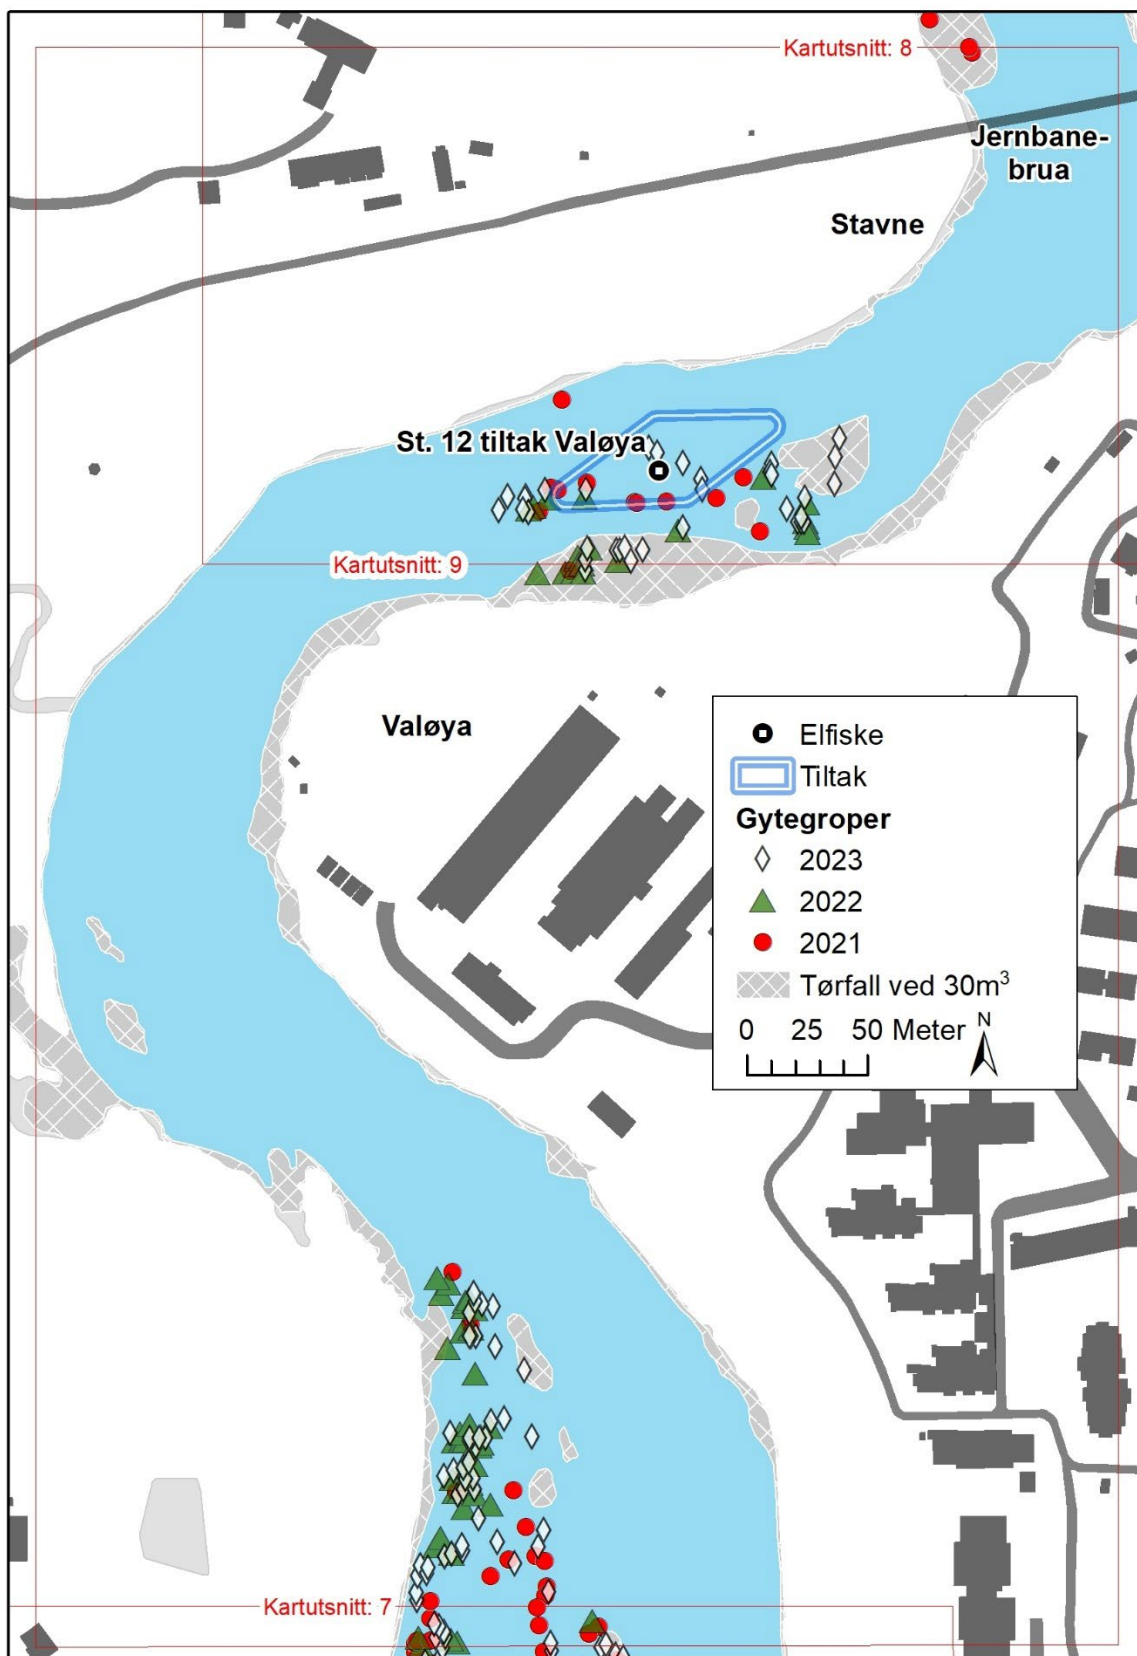 Kartutsnitt: 8
Jernbane-
brua
Stavne
St. 12 tiltak Valøya
Kartutsnitt: 9
Valøya
Elfiske
Tiltak
Gytegroper
2023
2022
2021
Tørfall ved 30m³
0 25 50 Meter N
Kartutsnitt: 7